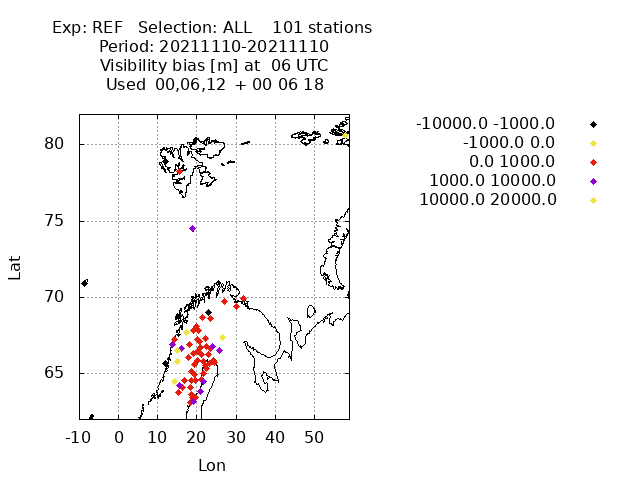 Exp: REF   Selection: ALL    101 stations
Period: 20211110-20211110
Visibility bias [m] at  06 UTC
Used  00,06,12  + 00 06 18
-10000.0 -1000.0
-1000.0 0.0
0.0 1000.0
1000.0 10000.0
10000.0 20000.0
80
75
70
65
Lat
-10 0 10 20 30 40 50
Lon